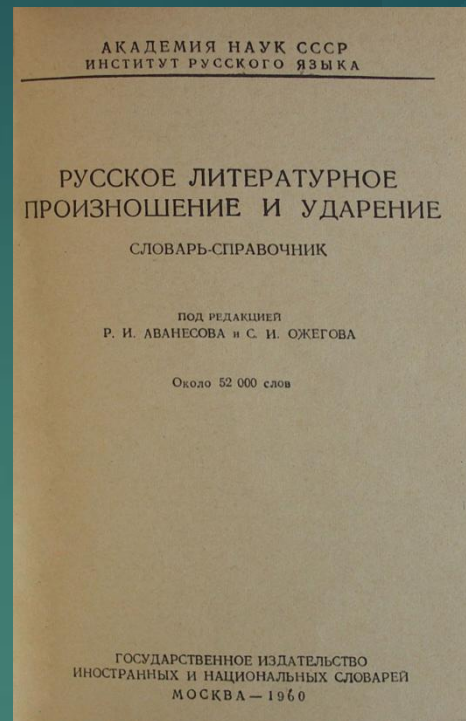 АКАДЕМИЯ НАУК СССР
ИНСТИТУТ РУССКОГО ЯЗЫКА
РУССКОЕ ЛИТЕРАТУРНОЕ
ПРОИЗНОШЕНИЕ И УДАРЕНИЕ
СЛОВАРЬ-СПРАВОЧНИК
ПОД РЕДАКЦИЕЙ
Р. И. АВАНЕСОВА и С. И. ОЖЕГОВА
Около 52 000 слов
ГОСУДАРСТВЕННОЕ ИЗДАТЕЛЬСТВО
ИНОСТРАННЫХ И НАЦИОНАЛЬНЫХ СЛОВАРЕЙ
МОСКВА — 1960